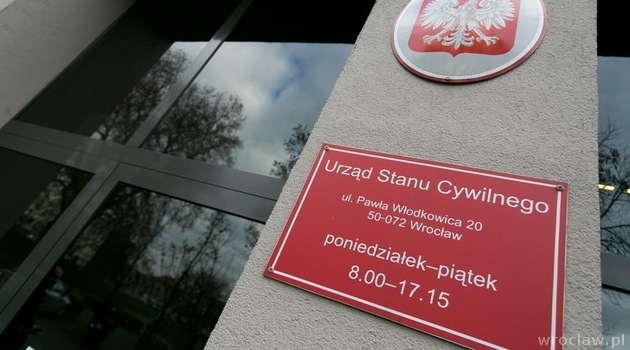 Urząd Stanu Cywilnego
ul. Pawła Włodkowica 20
50-072 Wrocław
poniedziałek–piątek
8.00–17.15
wroclaw.pl